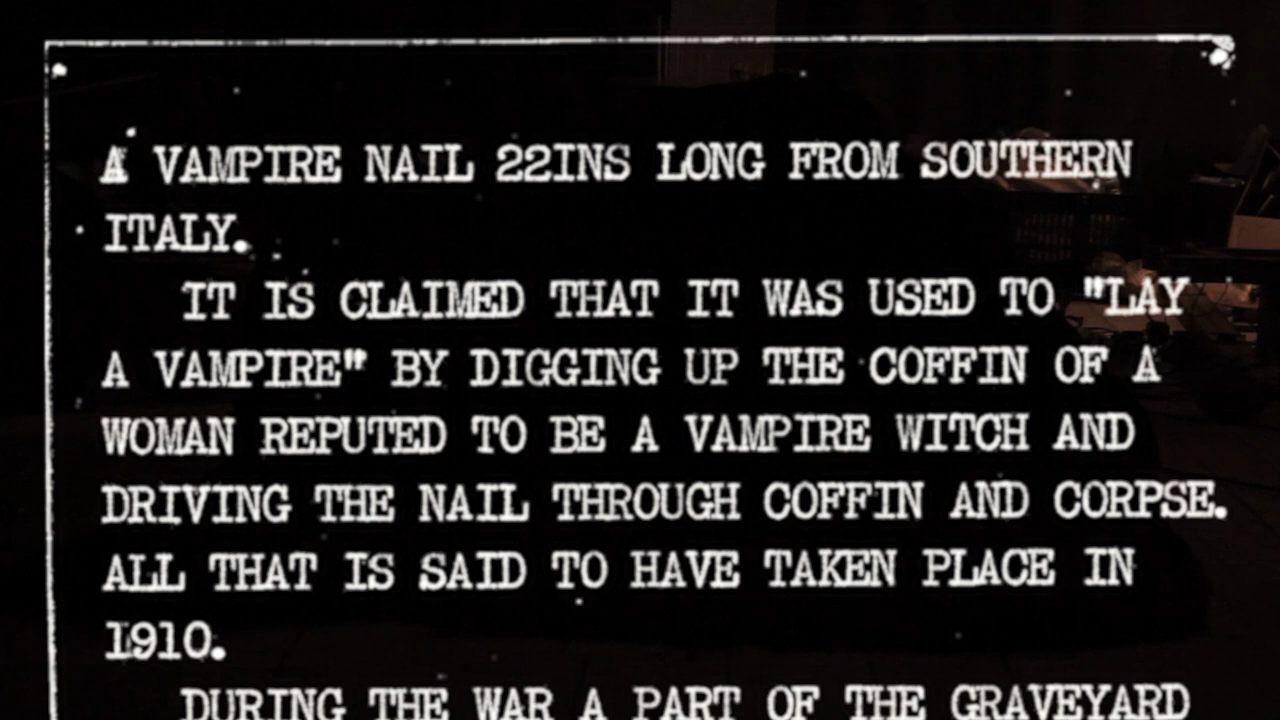 A VAMPIRE NAIL 22INS LONG FROM SOUTHERN
ITALY.
IT IS CLAIMED THAT IT WAS USED TO "LAY
A VAMPIRE" BY DIGGING UP THE COFFIN OF A
WOMAN REPUTED TO BE A VAMPIRE WITCH AND
DRIVING THE NAIL THROUGH COFFIN AND CORPSE.
ALL THAT IS SAID TO HAVE TAKEN PLACE IN
1910.
DURING THE WAR A PART OF THE GRAVEYARD